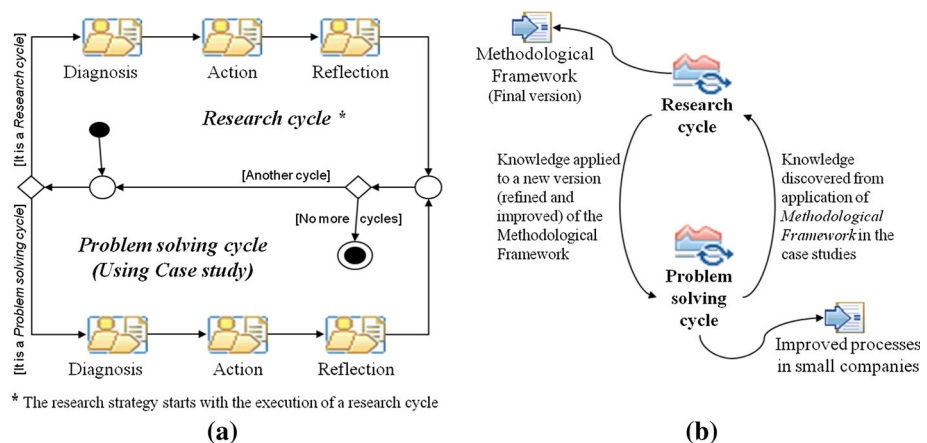 [It is a Research cycle]
Diagnosis
Action
Reflection
Research cycle *
[Another cycle]
[No more cycles]
Problem solving cycle
(Using Case study)
[It is a Problem solving cycle]
Diagnosis
Action
Reflection
* The research strategy starts with the execution of a research cycle
(a)
Methodological
Framework
(Final version)
Research
cycle
Knowledge applied
to a new version
(refined and
improved) of the
Methodological
Framework
Knowledge
discovered from
application of
Methodological
Framework in the
case studies
Problem
solving
cycle
Improved processes
in small companies
(b)